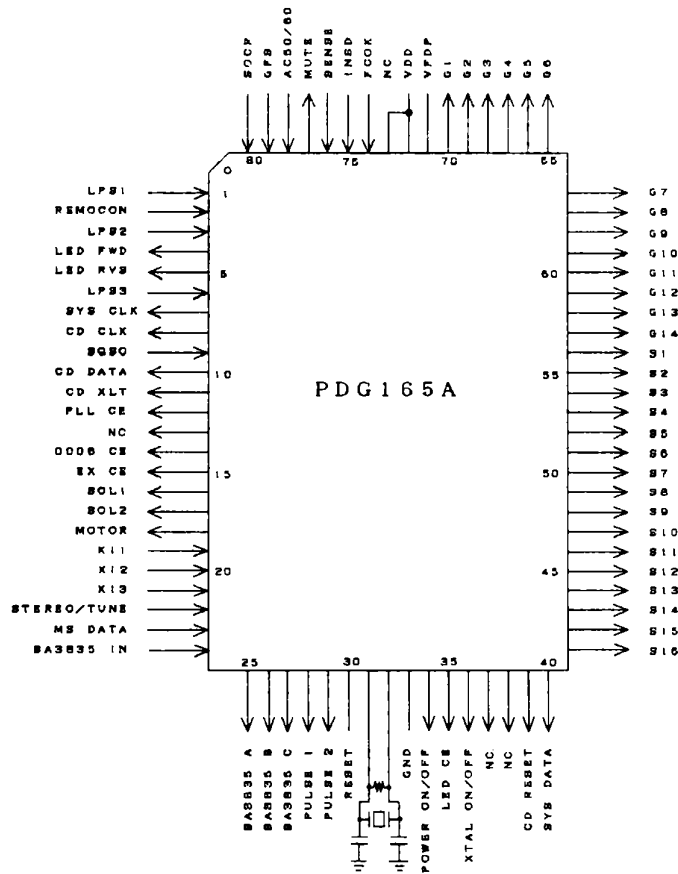 SOCF
GFS
AC50/60
MUTE
SENSE
INSD
FCOK
NC
VDD
VFDP
G1
G2
G3
G4
G5
G6
80
75
70
65
LPS1
REMOCON
LPS2
LED FWD
LED RVS
LPS3
SYS CLK
CD CLK
SQSO
CD DATA
CD XLT
PLL CE
NC
0006 CE
EX CE
SOL1
SOL2
MOTOR
KI1
KI2
KI3
STEREO/TUNE
MS DATA
BA3835 IN
1
5
10
15
20
PDG165A
60
55
50
45
G7
G8
G9
G10
G11
G12
G13
G14
S1
S2
S3
S4
S5
S6
S7
S8
S9
S10
S11
S12
S13
S14
S15
S16
25
30
35
40
BA3835 A
BA3835 B
BA3835 C
PULSE 1
PULSE 2
RESET
GND
POWER ON/OFF
LED CE
XTAL ON/OFF
NC
NC
CD RESET
SYS DATA